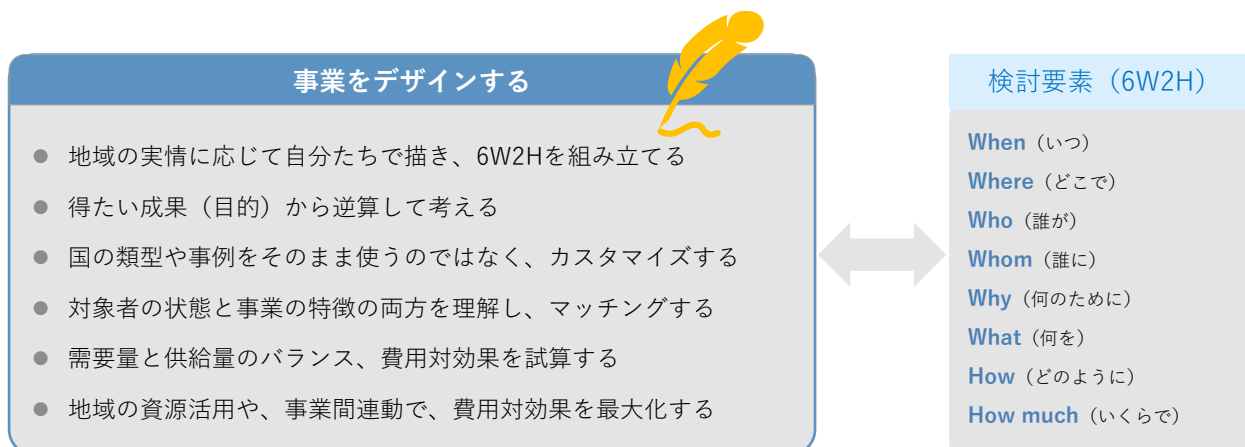 事業をデザインする
● 地域の実情に応じて自分たちで描き、6W2Hを組み立てる
● 得たい成果（目的）から逆算して考える
● 国の類型や事例をそのまま使うのではなく、カスタマイズする
● 対象者の状態と事業の特徴の両方を理解し、マッチングする
● 需要量と供給量のバランス、費用対効果を試算する
● 地域の資源活用や、事業間連動で、費用対効果を最大化する
検討要素（6W2H）
When（いつ）
Where（どこで）
Who（誰が）
Whom（誰に）
Why（何のために）
What（何を）
How（どのように）
How much（いくらで）